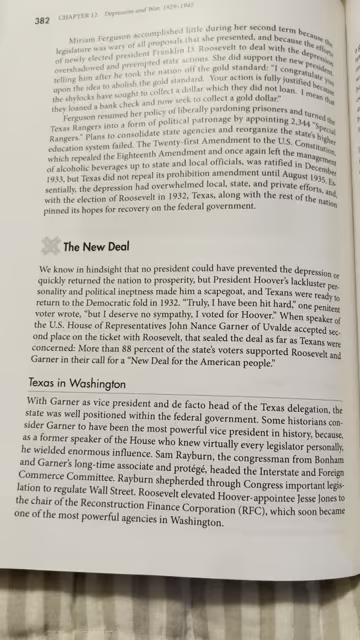 382 CHAPTER 12 Depression and War, 1929–1945
Miriam Ferguson accomplished little during her second term because the
legislature was wary of all proposals that she presented, and because the efforts
of newly elected president Franklin D. Roosevelt to deal with the depression
overshadowed and preempted state actions. She did support the new president,
telling him after he took the nation off the gold standard: "I congratulate you
upon the idea to abolish the gold standard. Your action is fully justified because
the shylocks have sought to collect a dollar which they did not loan. I mean that
they loaned a bank check and now seek to collect a gold dollar."
Ferguson resumed her policy of liberally pardoning prisoners and turned the
Texas Rangers into a form of political patronage by appointing 2,344 "Special
Rangers." Plans to consolidate state agencies and reorganize the state's higher
education system failed. The Twenty-first Amendment to the U.S. Constitution,
which repealed the Eighteenth Amendment and once again left the management
of alcoholic beverages up to state and local officials, was ratified in December
1933, but Texas did not repeal its prohibition amendment until August 1935. Es-
sentially, the depression had overwhelmed local, state, and private efforts, and,
with the election of Roosevelt in 1932, Texas, along with the rest of the nation
pinned its hopes for recovery on the federal government.
The New Deal
We know in hindsight that no president could have prevented the depression or
quickly returned the nation to prosperity, but President Hoover's lackluster per-
sonality and political ineptness made him a scapegoat, and Texans were ready to
return to the Democratic fold in 1932. "Truly, I have been hit hard," one penitent
voter wrote, "but I deserve no sympathy, I voted for Hoover." When speaker of
the U.S. House of Representatives John Nance Garner of Uvalde accepted sec-
ond place on the ticket with Roosevelt, that sealed the deal as far as Texans were
concerned: More than 88 percent of the state's voters supported Roosevelt and
Garner in their call for a "New Deal for the American people."
Texas in Washington
With Garner as vice president and de facto head of the Texas delegation, the
state was well positioned within the federal government. Some historians con-
sider Garner to have been the most powerful vice president in history, because,
as a former speaker of the House who knew virtually every legislator personally,
he wielded enormous influence. Sam Rayburn, the congressman from Bonham
and Garner's long-time associate and protégé, headed the Interstate and Foreign
Commerce Committee. Rayburn shepherded through Congress important legis-
lation to regulate Wall Street. Roosevelt elevated Hoover-appointee Jesse Jones to
the chair of the Reconstruction Finance Corporation (RFC), which soon became
one of the most powerful agencies in Washington.